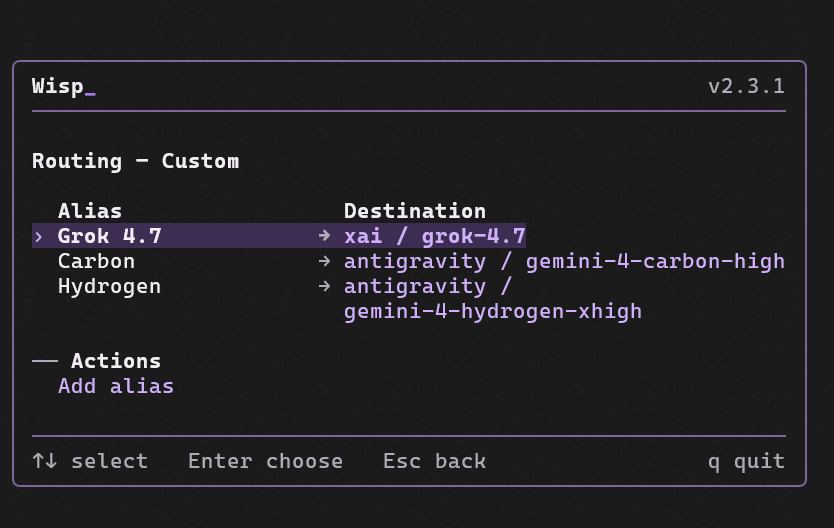 Wisp_ v2.3.1
Routing — Custom
Alias Destination
› Grok 4.7 → xai / grok-4.7
Carbon → antigravity / gemini-4-carbon-high
Hydrogen → antigravity /
gemini-4-hydrogen-xhigh
── Actions
Add alias
↑↓ select Enter choose Esc back q quit